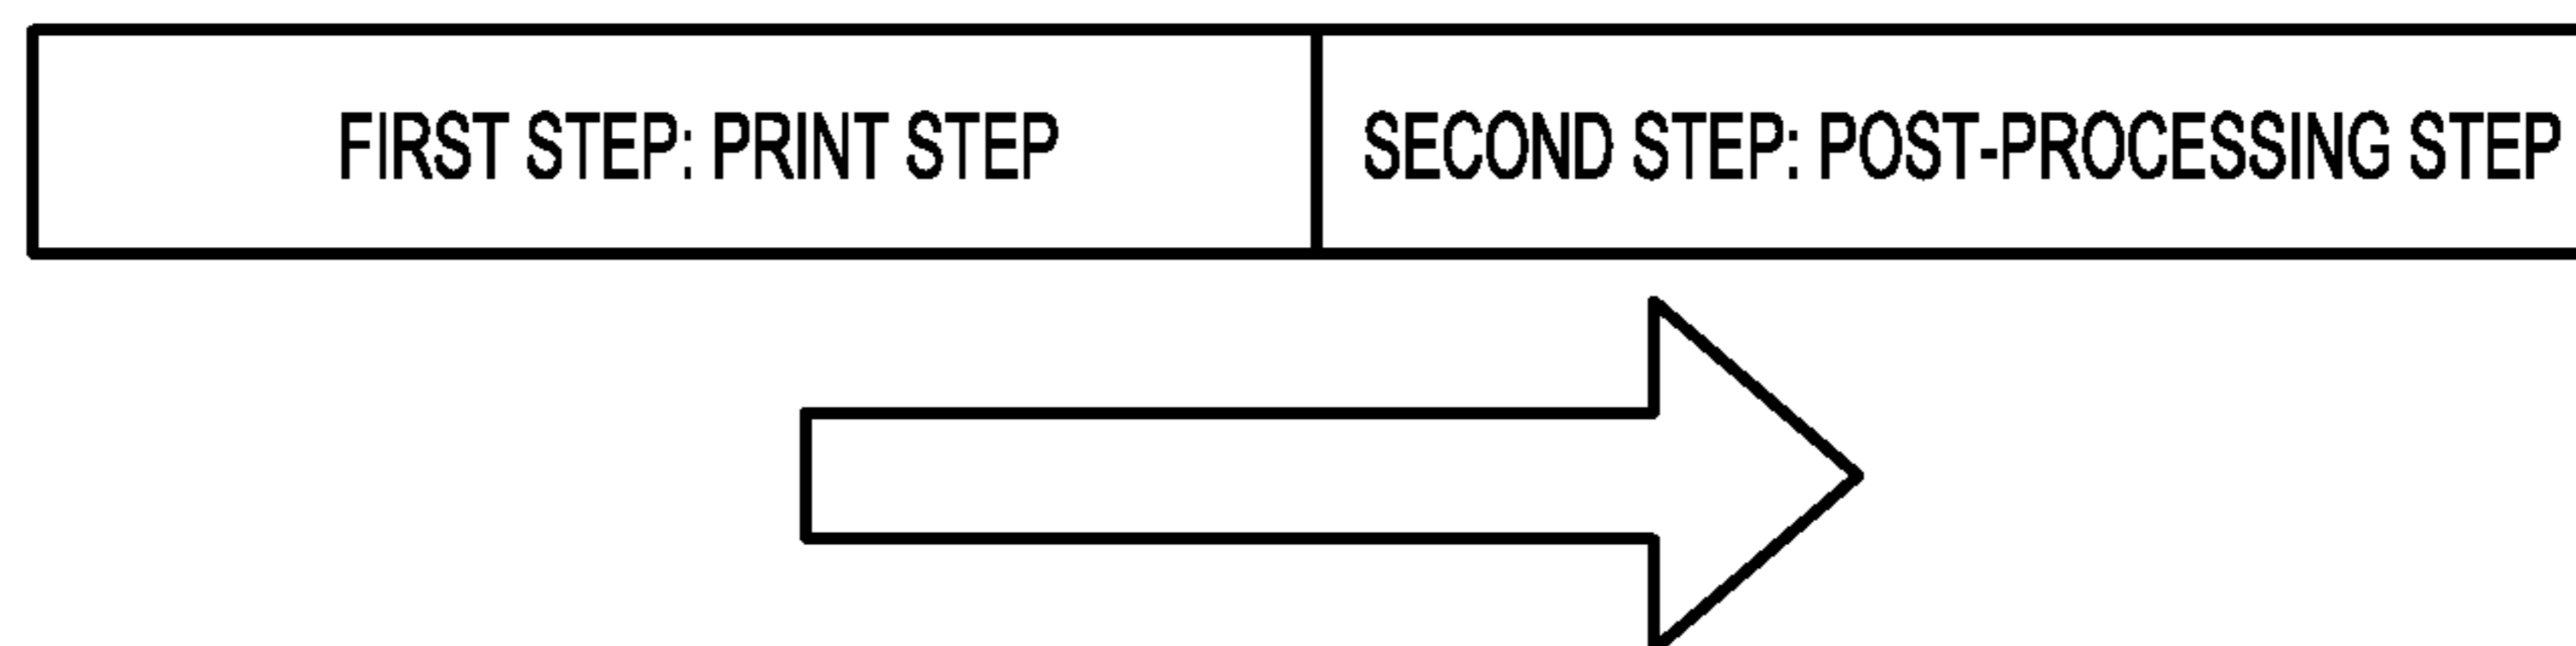 FIRST STEP: PRINT STEP
SECOND STEP: POST-PROCESSING STEP